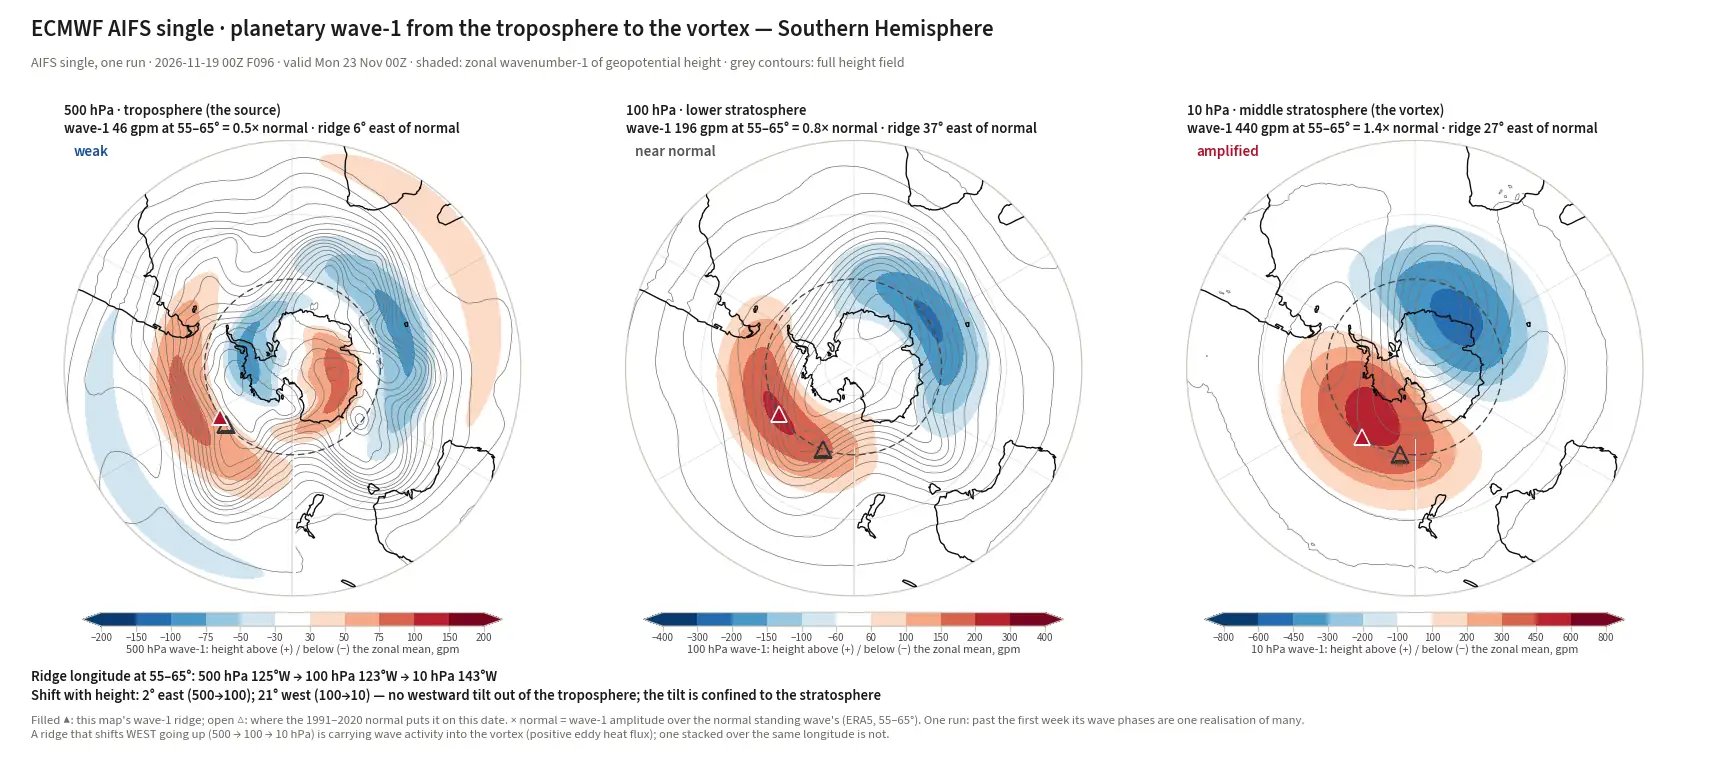 ECMWF AIFS single · planetary wave-1 from the troposphere to the vortex — Southern Hemisphere
AIFS single, one run · 2026-11-19 00Z F096 · valid Mon 23 Nov 00Z · shaded: zonal wavenumber-1 of geopotential height · grey contours: full height field
500 hPa · troposphere (the source)
wave-1 46 gpm at 55–65° = 0.5× normal · ridge 6° east of normal
weak
100 hPa · lower stratosphere
wave-1 196 gpm at 55–65° = 0.8× normal · ridge 37° east of normal
near normal
10 hPa · middle stratosphere (the vortex)
wave-1 440 gpm at 55–65° = 1.4× normal · ridge 27° east of normal
amplified
−200 −150 −100 −75 −50 −30 30 50 75 100 150 200
500 hPa wave-1: height above (+) / below (−) the zonal mean, gpm
−400 −300 −200 −150 −100 −60 60 100 150 200 300 400
100 hPa wave-1: height above (+) / below (−) the zonal mean, gpm
−800 −600 −450 −300 −200 −100 100 200 300 450 600 800
10 hPa wave-1: height above (+) / below (−) the zonal mean, gpm
Ridge longitude at 55–65°: 500 hPa 125°W → 100 hPa 123°W → 10 hPa 143°W
Shift with height: 2° east (500→100); 21° west (100→10) — no westward tilt out of the troposphere; the tilt is confined to the stratosphere
Filled ▲: this map's wave-1 ridge; open △: where the 1991–2020 normal puts it on this date. × normal = wave-1 amplitude over the normal standing wave's (ERA5, 55–65°). One run: past the first week its wave phases are one realisation of many.
A ridge that shifts WEST going up (500 → 100 → 10 hPa) is carrying wave activity into the vortex (positive eddy heat flux); one stacked over the same longitude is not.